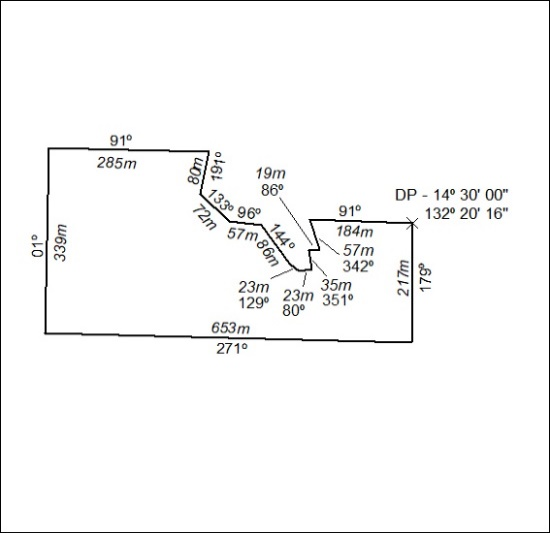 91º
285m
80m
191º
19m
86º
DP - 14º 30' 00"
132º 20' 16"
133º
72m
96º
57m
144º
86m
91º
184m
57m
342º
01º
339m
217m
179º
23m
129º
23m
80º
35m
351º
653m
271º